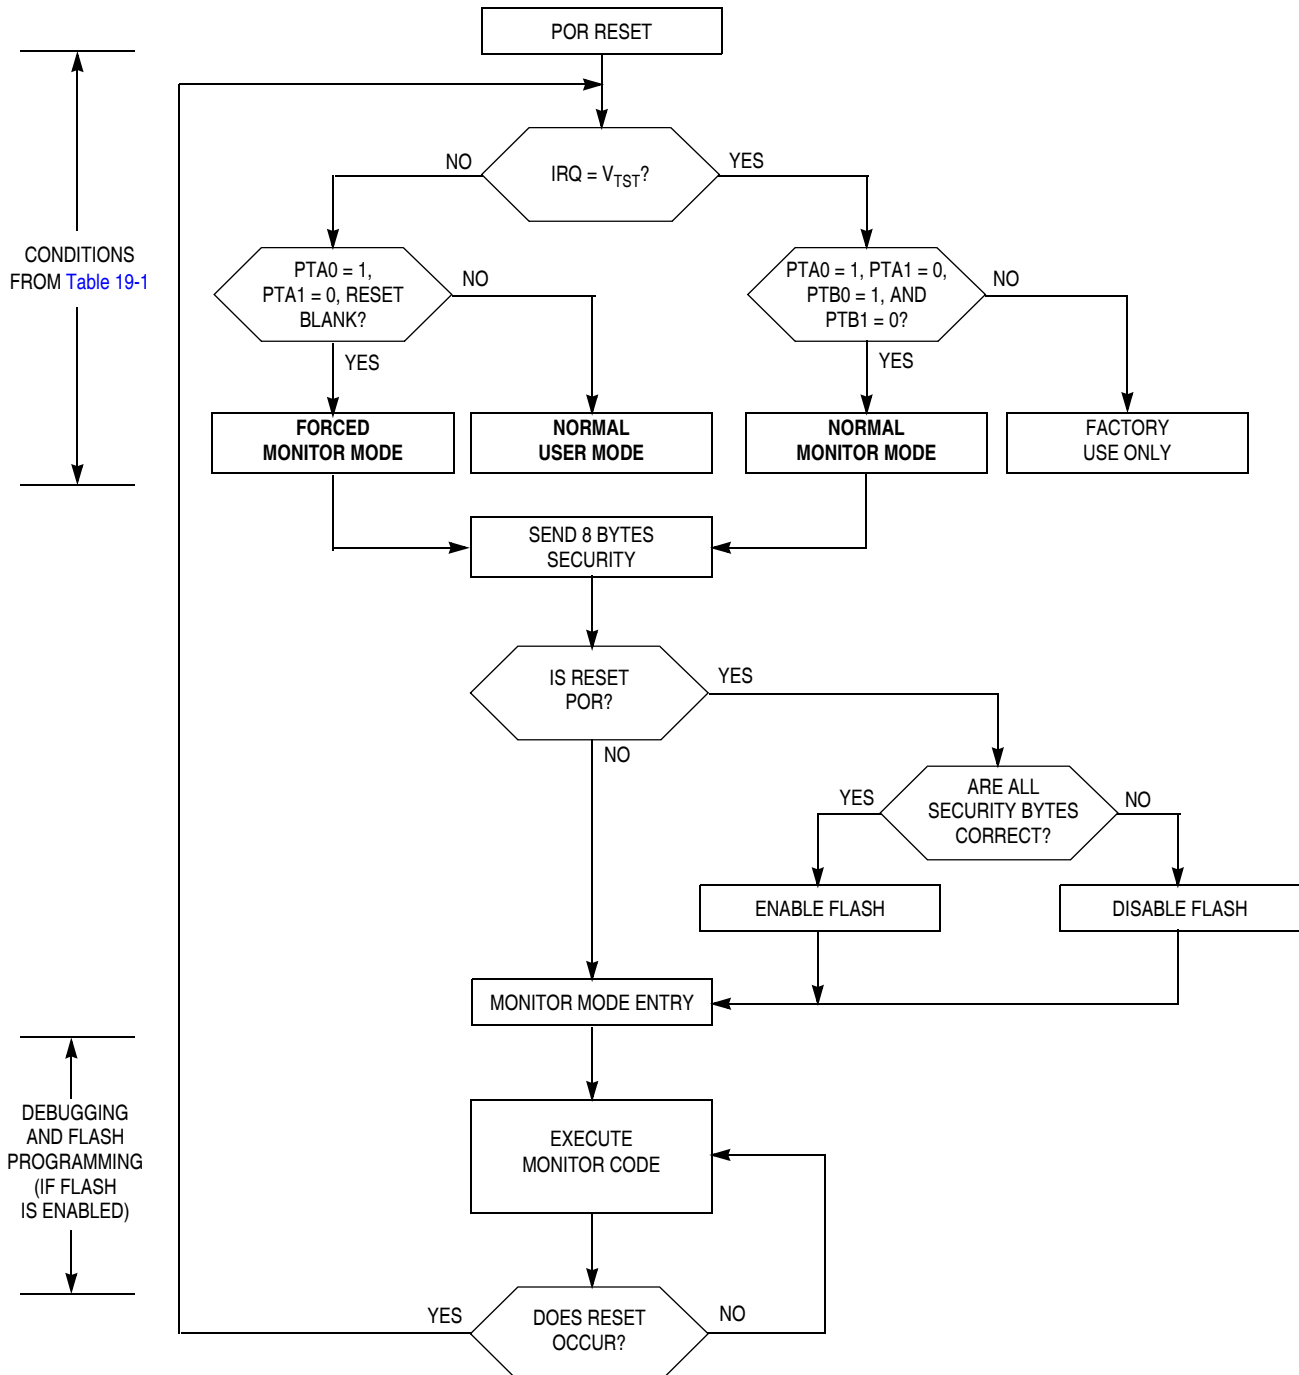 POR RESET
NO
IRQ = VTST?
YES
CONDITIONS
FROM Table 19-1
PTA0 = 1,
PTA1 = 0, RESET
BLANK?
NO
YES
PTA0 = 1, PTA1 = 0,
PTB0 = 1, AND
PTB1 = 0?
NO
YES
FORCED
MONITOR MODE
NORMAL
USER MODE
NORMAL
MONITOR MODE
FACTORY
USE ONLY
SEND 8 BYTES
SECURITY
IS RESET
POR?
YES
NO
YES
ARE ALL
SECURITY BYTES
CORRECT?
NO
ENABLE FLASH
DISABLE FLASH
MONITOR MODE ENTRY
DEBUGGING
AND FLASH
PROGRAMMING
(IF FLASH
IS ENABLED)
EXECUTE
MONITOR CODE
YES
DOES RESET
OCCUR?
NO